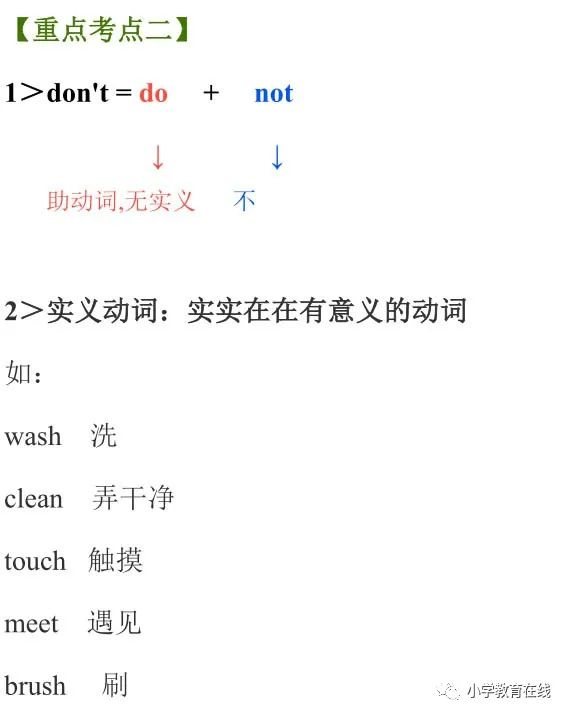 【重点考点二】
1＞don't = do + not
↓ ↓
助动词,无实义 不
2＞实义动词：实实在在有意义的动词
如：
wash 洗
clean 弄干净
touch 触摸
meet 遇见
brush 刷
小学教育在线